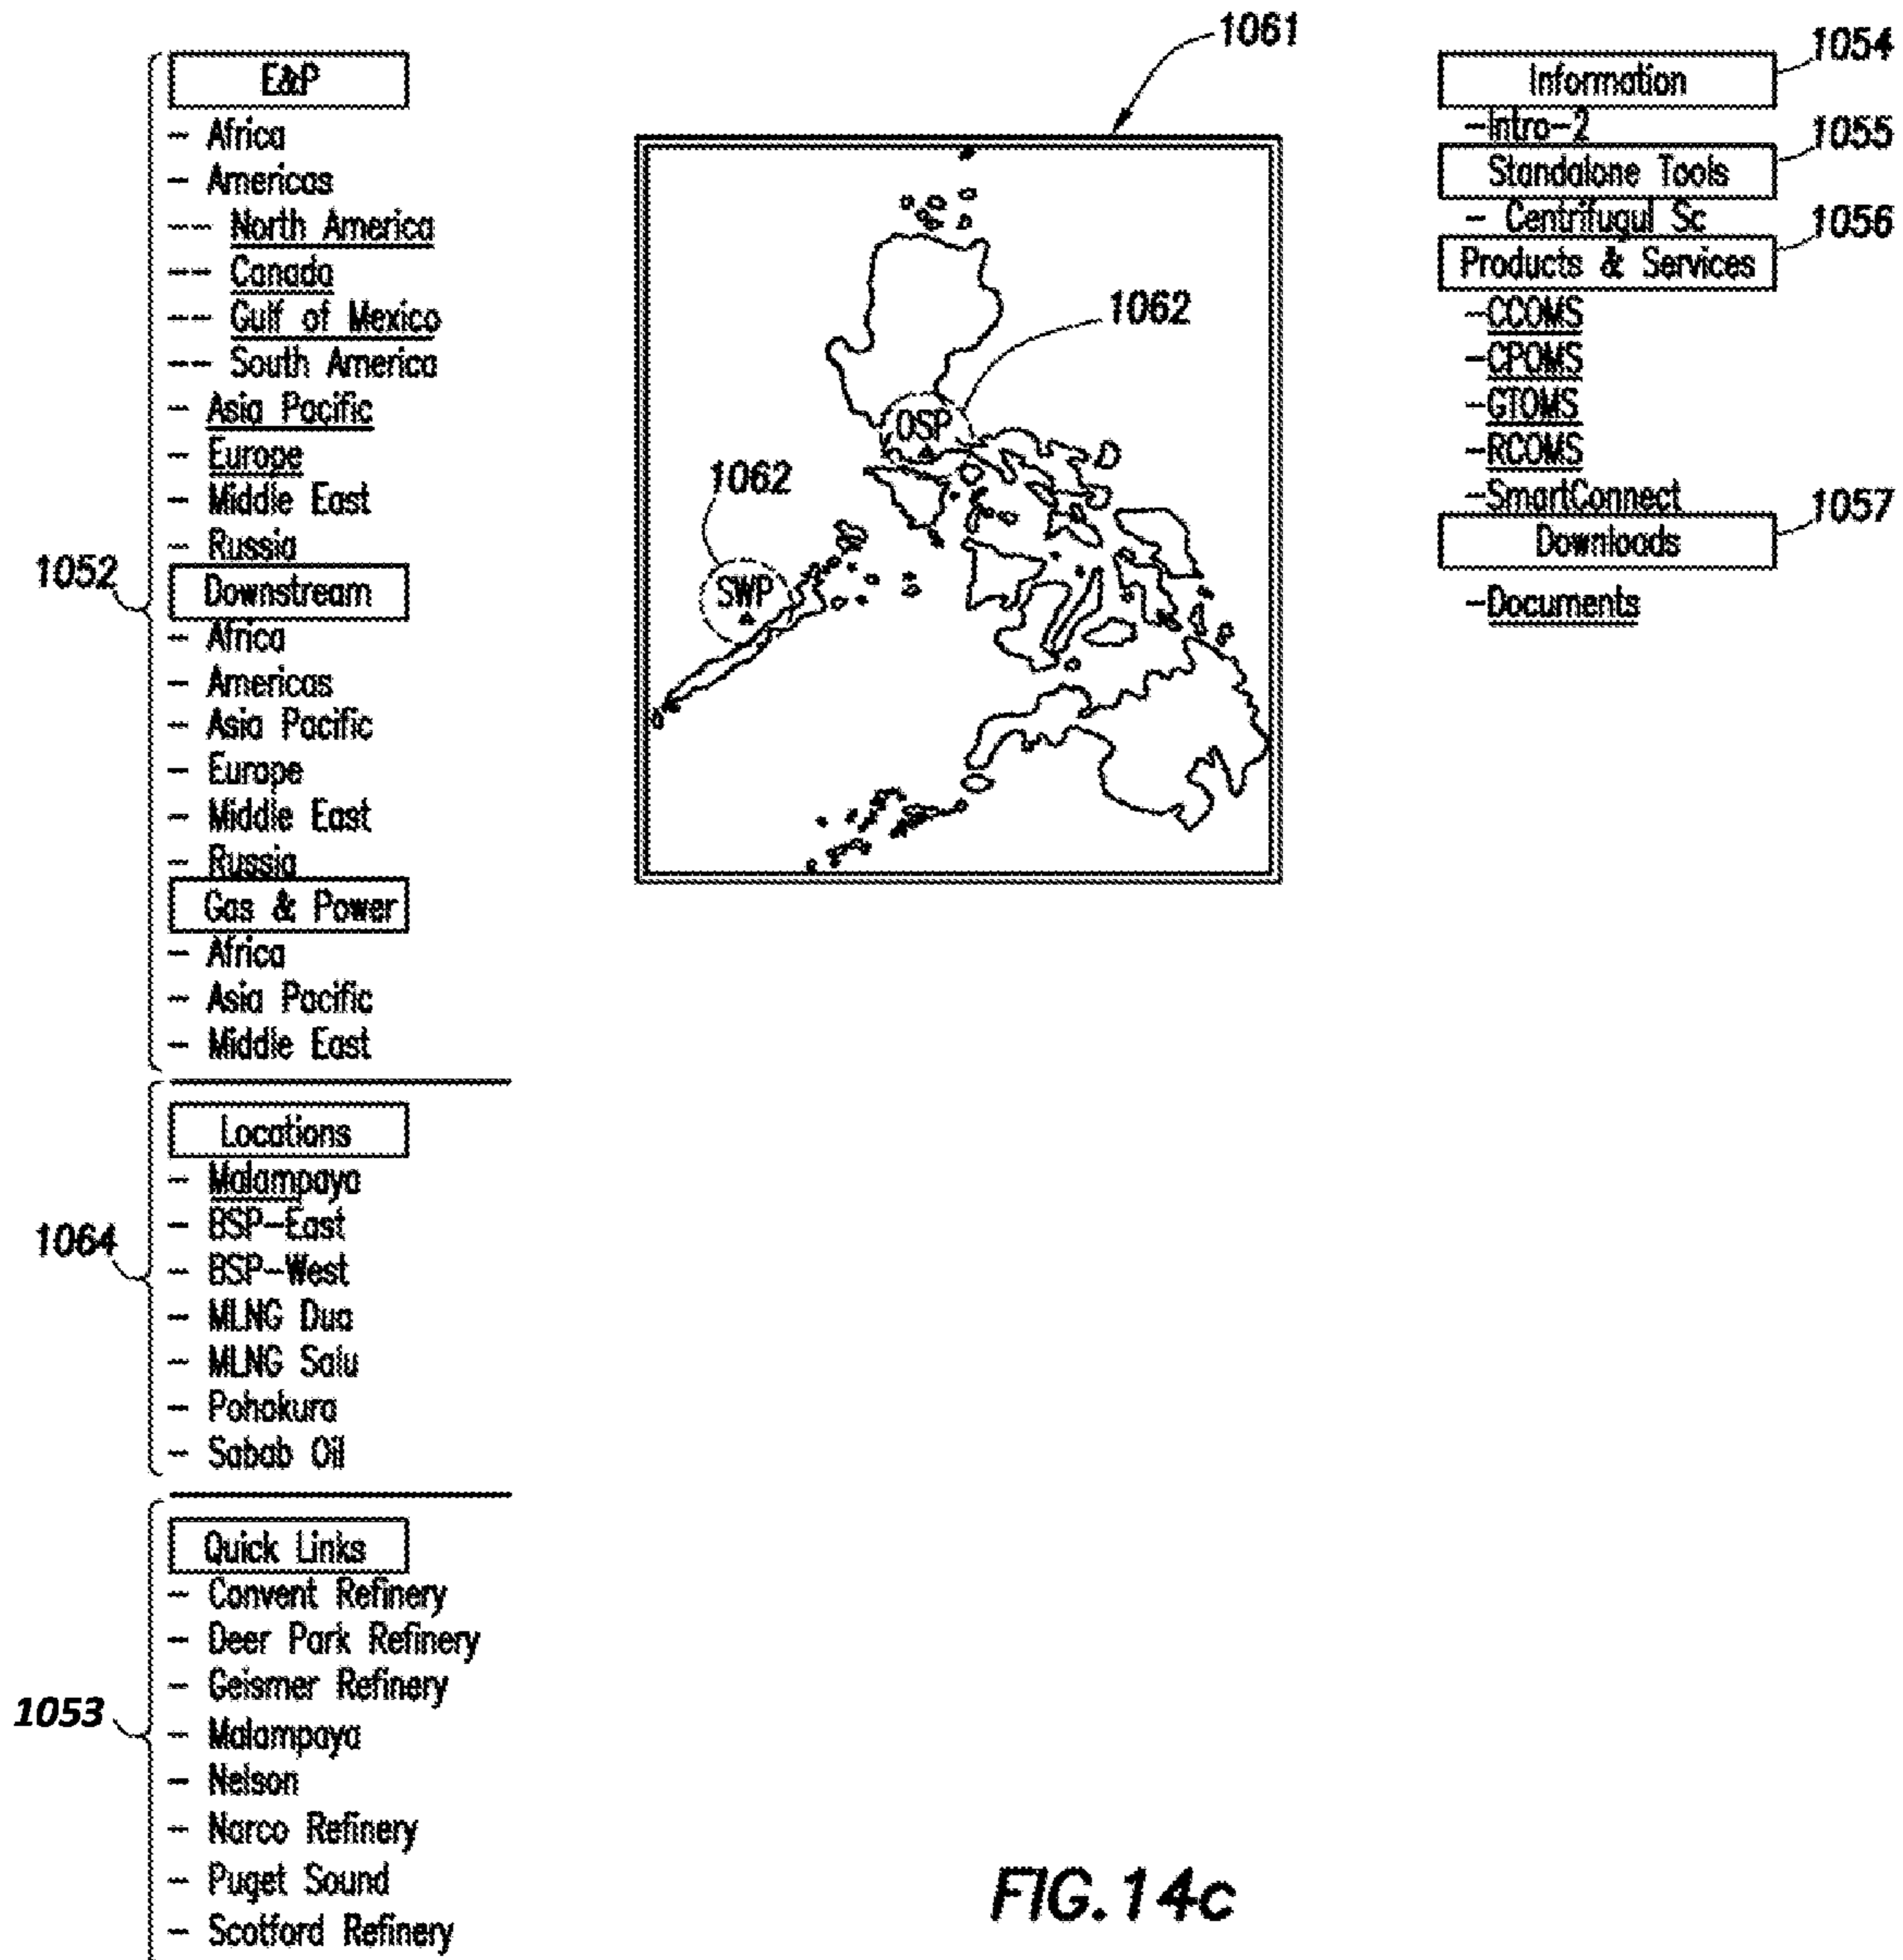 1052
E&P
- Africa
- Americas
-- North America
-- Canada
-- Gulf of Mexico
-- South America
- Asia Pacific
- Europe
- Middle East
- Russia
Downstream
- Africa
- Americas
- Asia Pacific
- Europe
- Middle East
- Russia
Gas & Power
- Africa
- Asia Pacific
- Middle East
1064
Locations
- Malampaya
- BSP-East
- BSP-West
- MLNG Dua
- MLNG Salu
- Pohokura
- Sabab Oil
1053
Quick Links
- Convent Refinery
- Deer Park Refinery
- Geismer Refinery
- Malampaya
- Nelson
- Norco Refinery
- Puget Sound
- Scotford Refinery
1061
1062
OSP
1062
SWP
1054
Information
-Intro-2
1055
Standalone Tools
- Centrifugul Sc
1056
Products & Services
-CCOMS
-CPOMS
-GTOMS
-RCOMS
-SmartConnect
1057
Downloads
-Documents
FIG. 14c